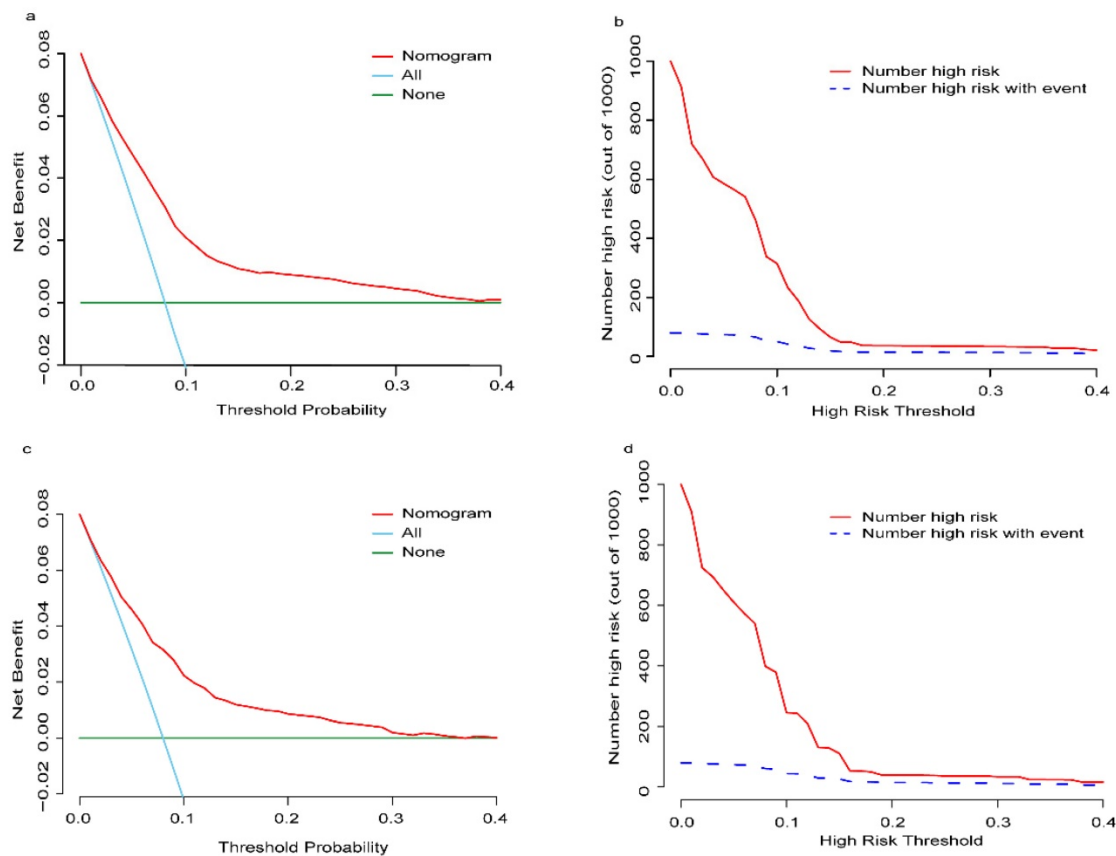 a
Nomogram
All
None
Net Benefit
0.08
0.06
0.04
0.02
0.00
−0.02
0.0 0.1 0.2 0.3 0.4
Threshold Probability
b
Number high risk
Number high risk with event
Number high risk (out of 1000)
1000
800
600
400
200
0
0.0 0.1 0.2 0.3 0.4
High Risk Threshold
c
Nomogram
All
None
Net Benefit
0.08
0.06
0.04
0.02
0.00
−0.02
0.0 0.1 0.2 0.3 0.4
Threshold Probability
d
Number high risk
Number high risk with event
Number high risk (out of 1000)
1000
800
600
400
200
0
0.0 0.1 0.2 0.3 0.4
High Risk Threshold